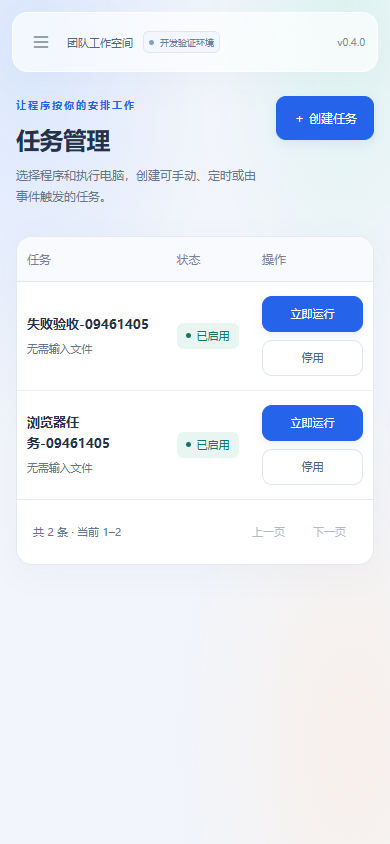 团队工作空间 开发验证环境 v0.4.0
让程序按你的安排工作
+ 创建任务
任务管理
选择程序和执行电脑，创建可手动、定时或由
事件触发的任务。
任务 状态 操作
失败验收-09461405
无需输入文件
已启用
立即运行
停用
浏览器任
务-09461405
无需输入文件
已启用
立即运行
停用
共 2 条 · 当前 1–2 上一页 下一页